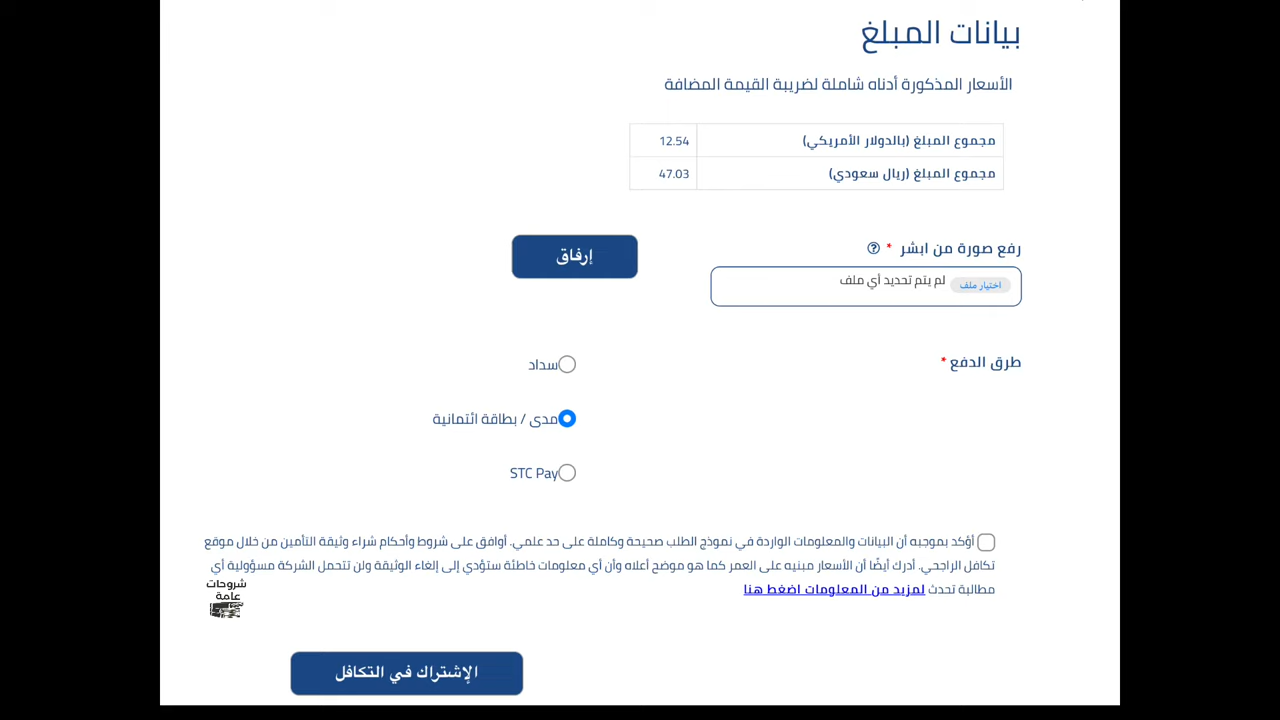 بيانات المبلغ
الأسعار المذكورة أدناه شاملة لضريبة القيمة المضافة
مجموع المبلغ (بالدولار الأمريكي) 12.54
مجموع المبلغ (ريال سعودي) 47.03
رفع صورة من ابشر * ?
اختيار ملف لم يتم تحديد أي ملف
إرفاق
طرق الدفع *
سداد
مدى / بطاقة ائتمانية
STC Pay
أؤكد بموجبه أن البيانات والمعلومات الواردة في نموذج الطلب صحيحة وكاملة على حد علمي. أوافق على شروط وأحكام شراء وثيقة التأمين من خلال موقع
تكافل الراجحي. أدرك أيضًا أن الأسعار مبنيه على العمر كما هو موضح أعلاه وأن أي معلومات خاطئة ستؤدي إلى إلغاء الوثيقة ولن تتحمل الشركة مسؤولية أي
مطالبة تحدث لمزيد من المعلومات اضغط هنا
شروحات
عامة
الإشتراك في التكافل